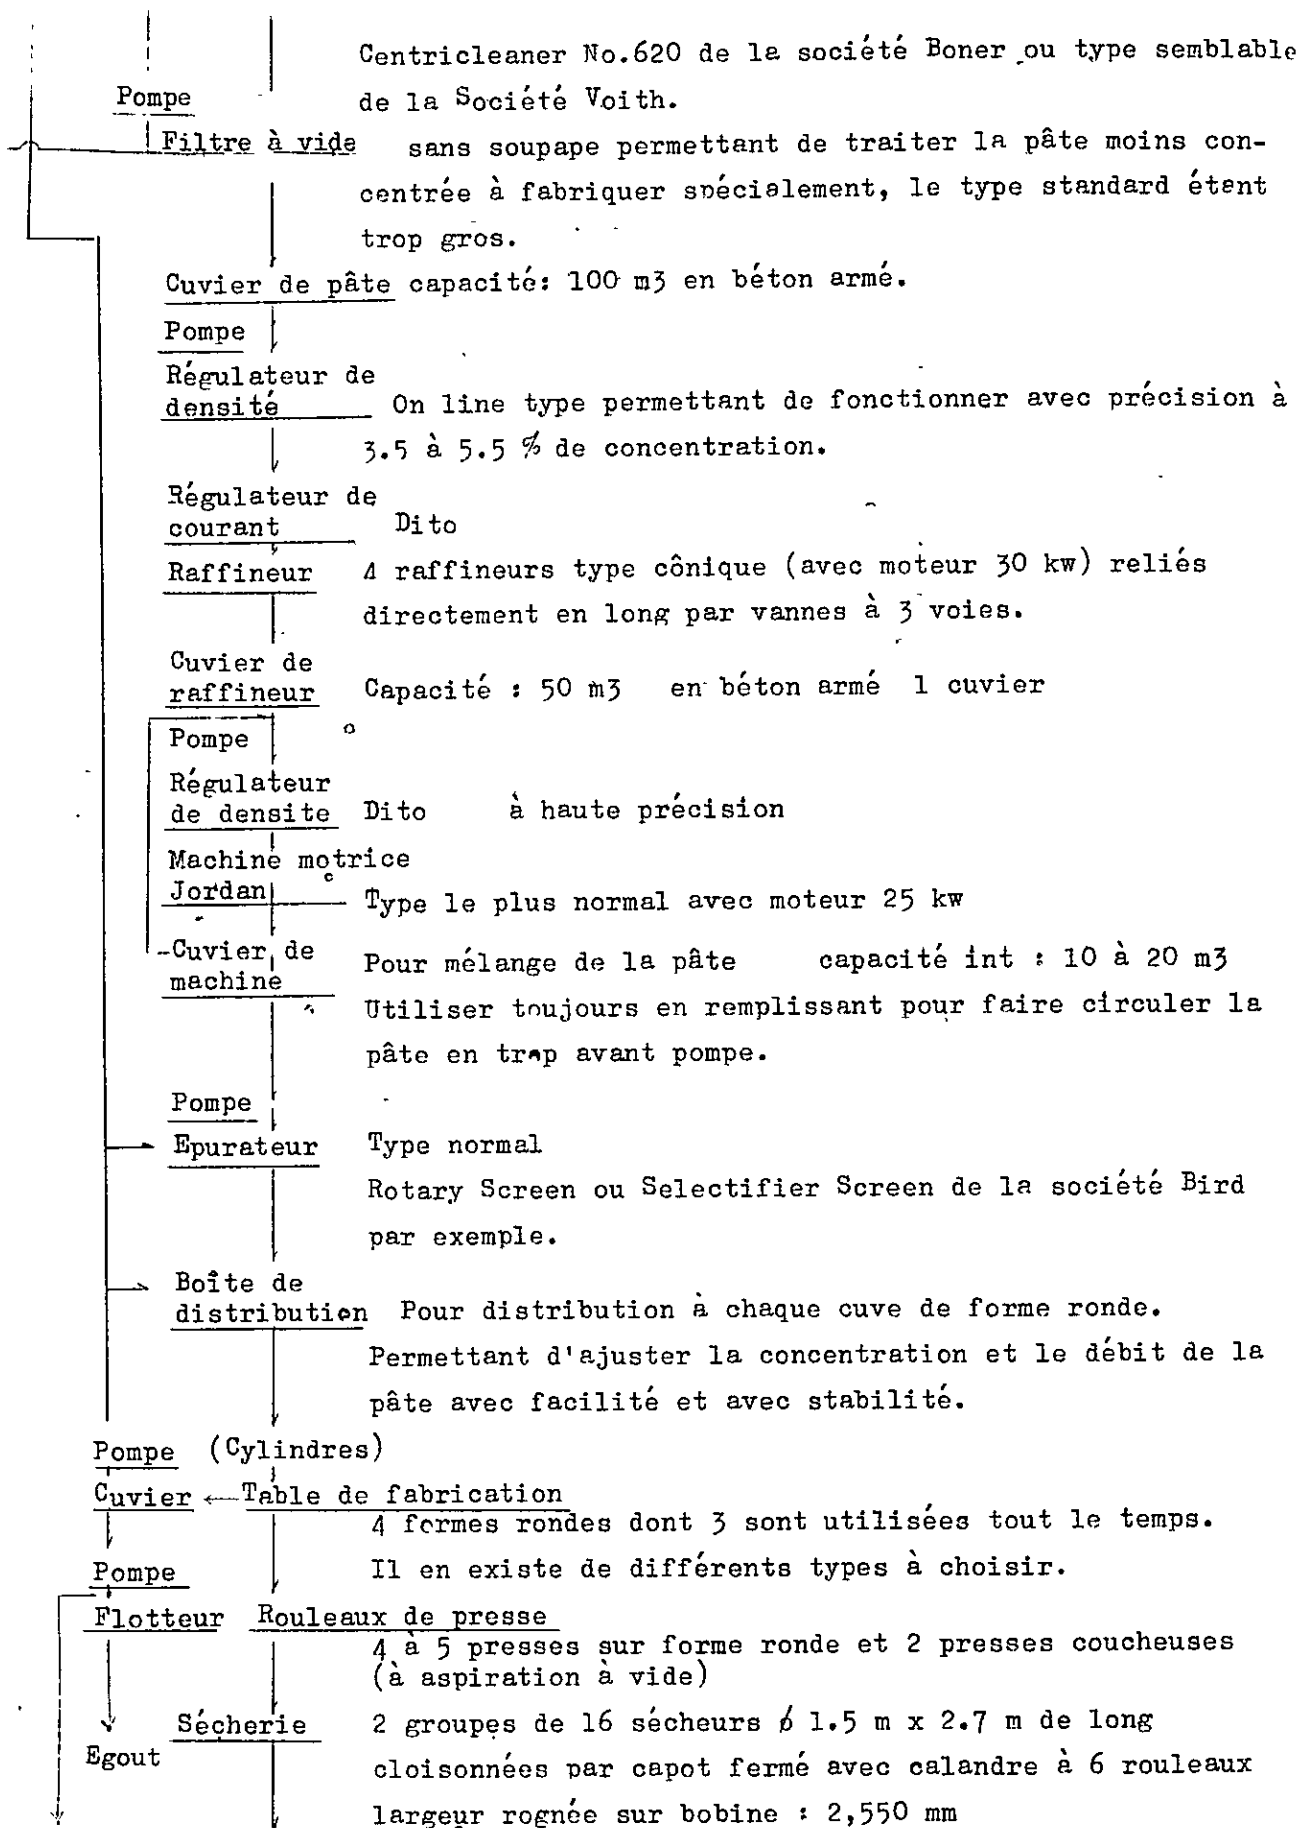 Centricleaner No.620 de la société Boner ou type semblable
Pompe de la Société Voith.
Filtre à vide sans soupape permettant de traiter la pâte moins con-
centrée à fabriquer spécialement, le type standard étant
trop gros.
Cuvier de pâte capacité: 100 m3 en béton armé.
Pompe
Régulateur de
densité On line type permettant de fonctionner avec précision à
3.5 à 5.5 % de concentration.
Régulateur de
courant Dito
Raffineur 4 raffineurs type cônique (avec moteur 30 kw) reliés
directement en long par vannes à 3 voies.
Cuvier de
raffineur Capacité : 50 m3 en béton armé 1 cuvier
Pompe
Régulateur
de densite Dito à haute précision
Machine motrice
Jordan Type le plus normal avec moteur 25 kw
Cuvier de Pour mélange de la pâte capacité int : 10 à 20 m3
machine Utiliser toujours en remplissant pour faire circuler la
pâte en trop avant pompe.
Pompe
Epurateur Type normal
Rotary Screen ou Selectifier Screen de la société Bird
par exemple.
Boîte de
distribution Pour distribution à chaque cuve de forme ronde.
Permettant d'ajuster la concentration et le débit de la
pâte avec facilité et avec stabilité.
Pompe (Cylindres)
Cuvier ← Table de fabrication
4 formes rondes dont 3 sont utilisées tout le temps.
Pompe Il en existe de différents types à choisir.
Flotteur Rouleaux de presse
4 à 5 presses sur forme ronde et 2 presses coucheuses
(à aspiration à vide)
Sécherie 2 groupes de 16 sécheurs ø 1.5 m x 2.7 m de long
Egout cloisonnées par capot fermé avec calandre à 6 rouleaux
largeur rognée sur bobine : 2,550 mm